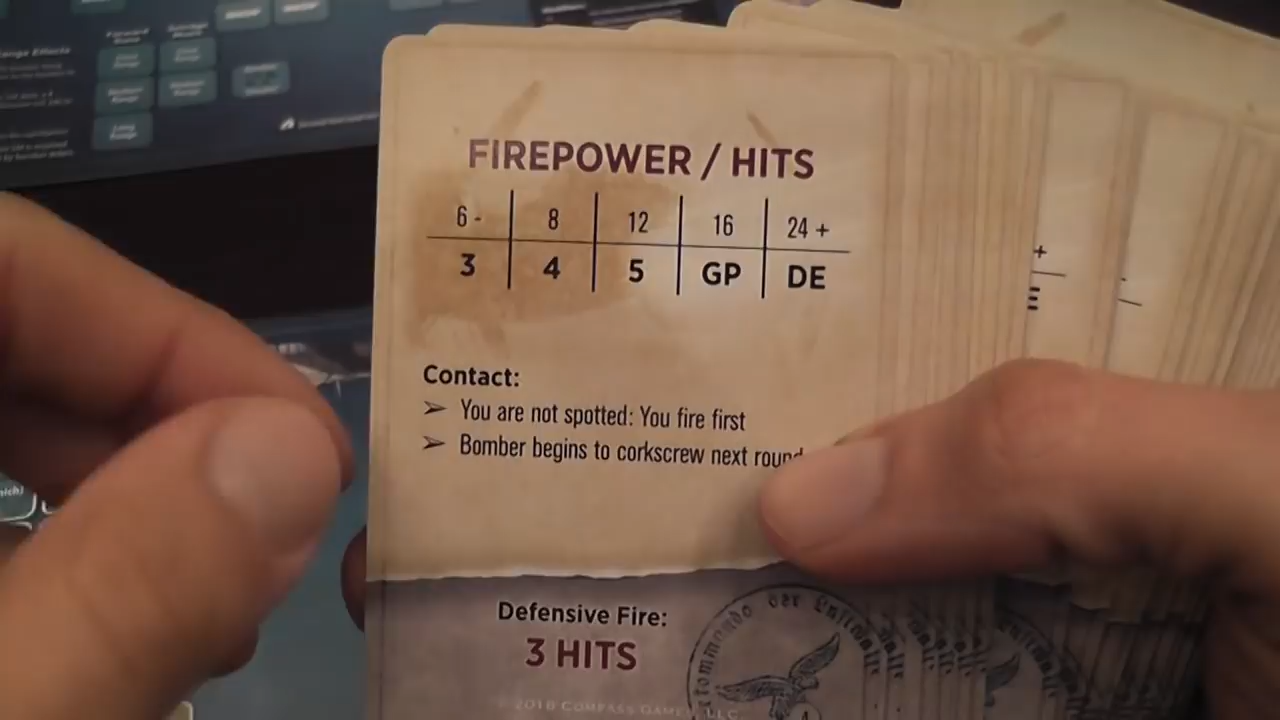 FIREPOWER / HITS
6 - 8 12 16 24 +
3 4 5 GP DE
Contact:
➢ You are not spotted: You fire first
➢ Bomber begins to corkscrew next round
Defensive Fire:
3 HITS
© 2018 COMPASS GAMES, LLC